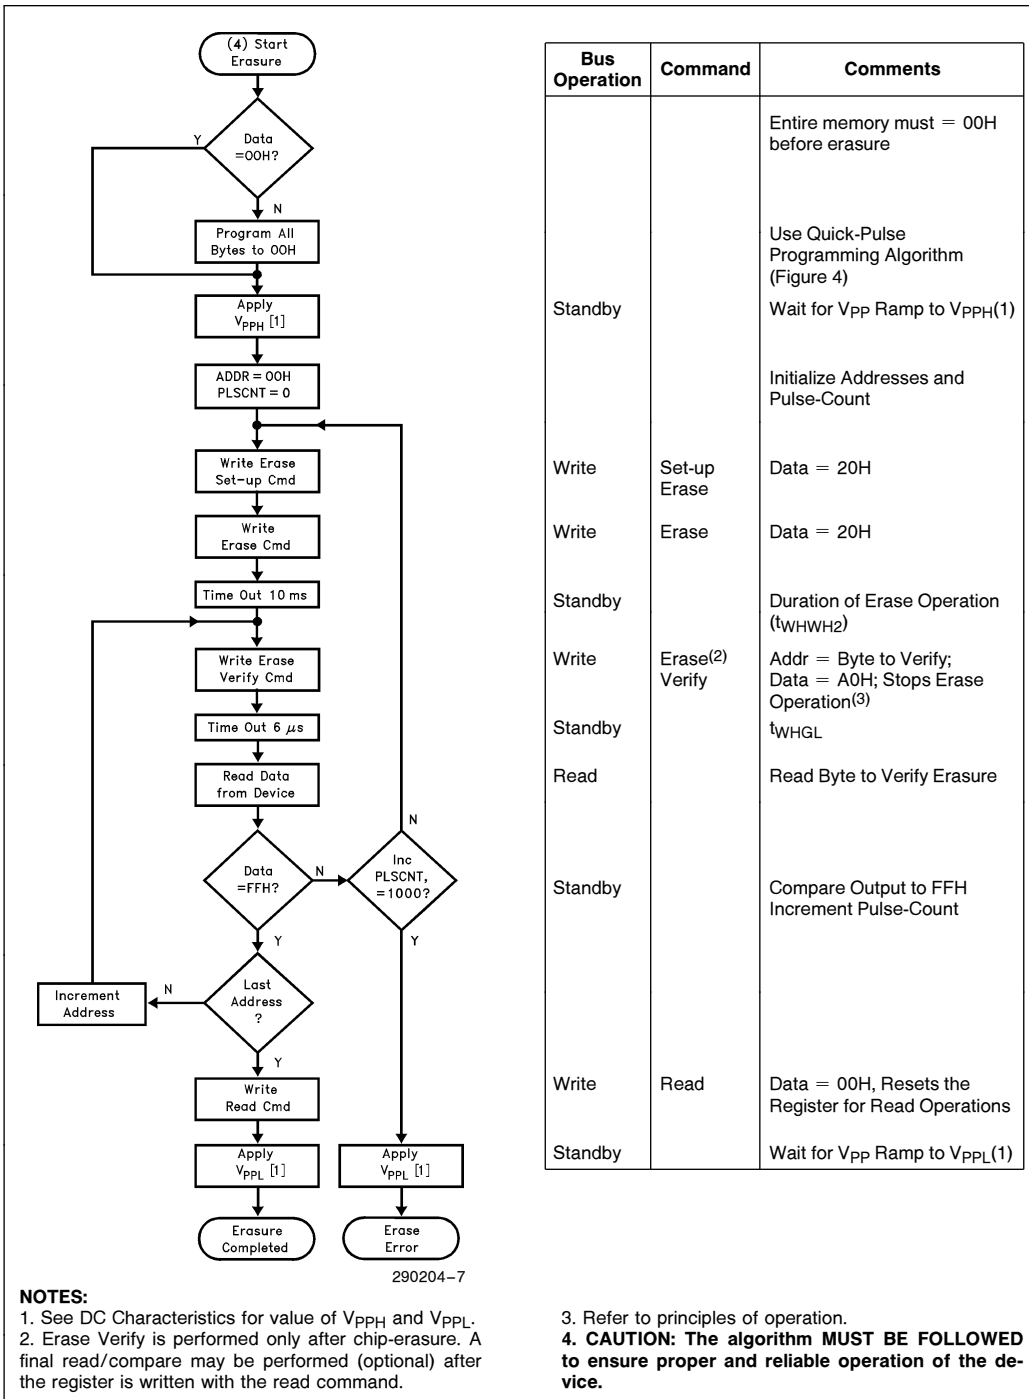 (4) Start
Erasure
Y
Data
=00H?
N
Program All
Bytes to 00H
Apply
VPPH [1]
ADDR = 00H
PLSCNT = 0
Write Erase
Set-up Cmd
Write
Erase Cmd
Time Out 10 ms
Write Erase
Verify Cmd
Time Out 6 μs
Read Data
from Device
N
Data
=FFH?
N
Inc
PLSCNT,
=1000?
Y
Y
Increment
Address
N
Last
Address
?
Y
Write
Read Cmd
Apply
VPPL [1]
Apply
VPPL [1]
Erasure
Completed
Erase
Error
290204–7
Bus
Operation
Command
Comments
Entire memory must = 00H
before erasure
Use Quick-Pulse
Programming Algorithm
(Figure 4)
Standby
Wait for VPP Ramp to VPPH(1)
Initialize Addresses and
Pulse-Count
Write
Set-up
Erase
Data = 20H
Write
Erase
Data = 20H
Standby
Duration of Erase Operation
(tWHWH2)
Write
Erase(2)
Verify
Addr = Byte to Verify;
Data = A0H; Stops Erase
Operation(3)
Standby
tWHGL
Read
Read Byte to Verify Erasure
Standby
Compare Output to FFH
Increment Pulse-Count
Write
Read
Data = 00H, Resets the
Register for Read Operations
Standby
Wait for VPP Ramp to VPPL(1)
NOTES:
1. See DC Characteristics for value of VPPH and VPPL.
2. Erase Verify is performed only after chip-erasure. A
final read/compare may be performed (optional) after
the register is written with the read command.
3. Refer to principles of operation.
4. CAUTION: The algorithm MUST BE FOLLOWED
to ensure proper and reliable operation of the de-
vice.